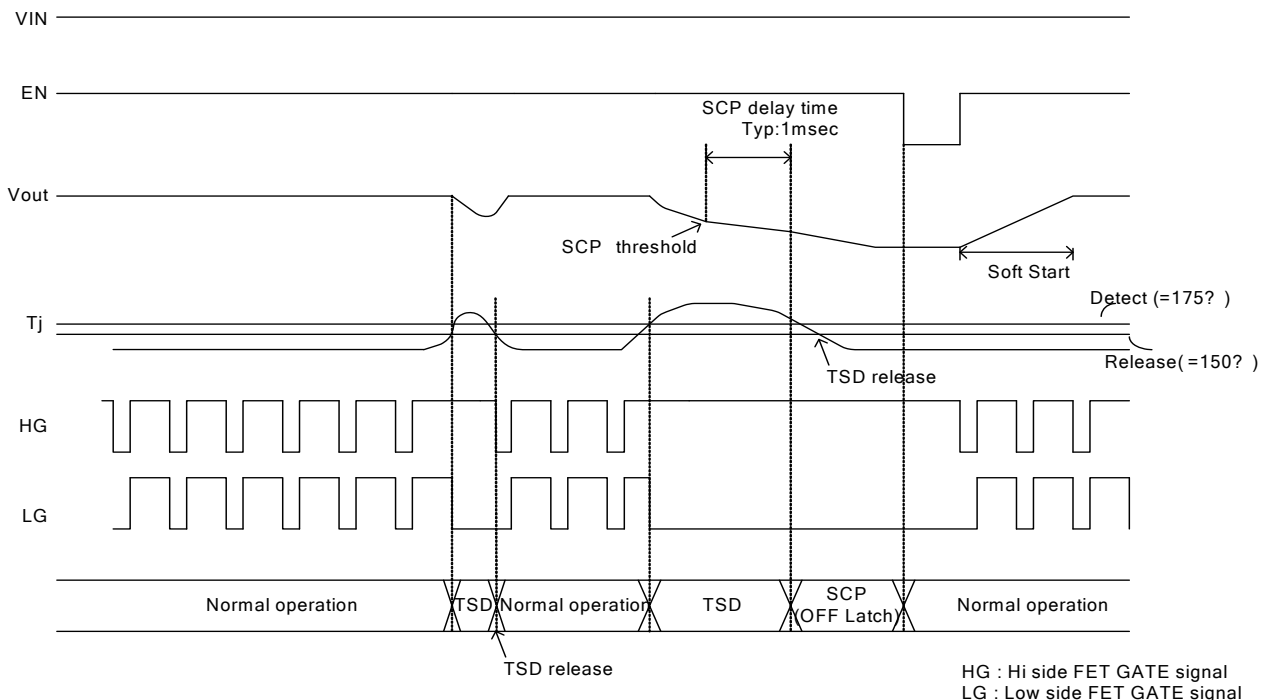 VIN
EN
SCP delay time
Typ:1msec
Vout
SCP threshold
Soft Start
Detect (=175? )
Tj
Release( =150? )
TSD release
HG
LG
Normal operation
TSD
Normal operation
TSD
SCP
(OFF Latch)
Normal operation
TSD release
HG : Hi side FET GATE signal
LG : Low side FET GATE signal